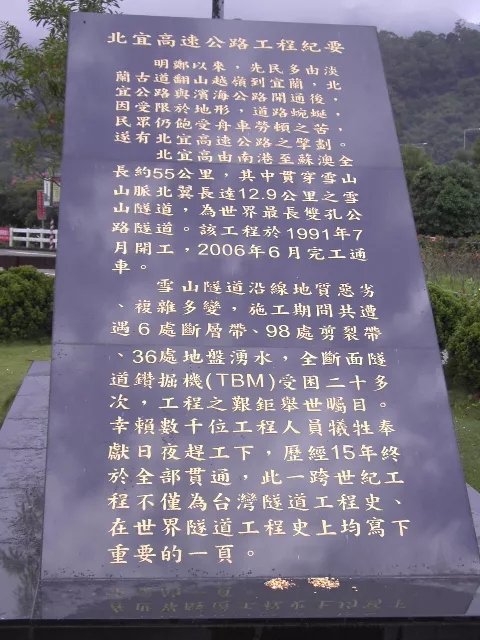 北宜高速公路工程紀要
明鄭以來，先民多由淡
蘭古道翻山越嶺到宜蘭，北
宜公路與濱海公路開通後，
因受限於地形，道路蜿蜒，
民眾仍飽受舟車勞頓之苦，
遂有北宜高速公路之擘劃。
北宜高由南港至蘇澳全
長約55公里，其中貫穿雪山
山脈北翼長達12.9公里之雪
山隧道，為世界最長雙孔公
路隧道。該工程於1991年7
月開工，2006年6月完工通
車。
雪山隧道沿線地質惡劣
、複雜多變，施工期間共遭
遇6處斷層帶、98處剪裂帶
、36處地盤湧水，全斷面隧
道鑽掘機(TBM)受困二十多
次，工程之艱鉅舉世矚目。
幸賴數千位工程人員犧牲奉
獻日夜趕工下，歷經15年終
於全部貫通，此一跨世紀工
程不僅為台灣隧道工程史、
在世界隧道工程史上均寫下
重要的一頁。